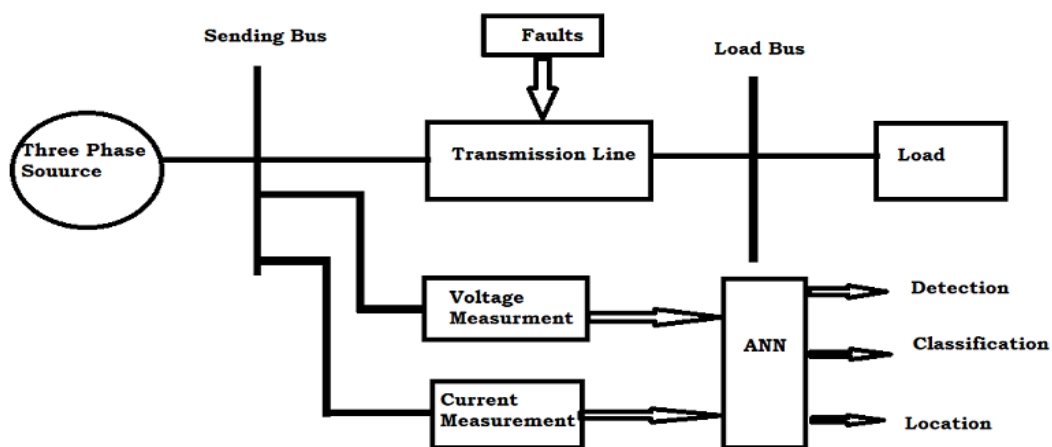 Sending Bus
Faults
Load Bus
Three Phase
Souurce
Transmission Line
Load
Voltage
Measurment
ANN
Detection
Classification
Current
Measurement
Location